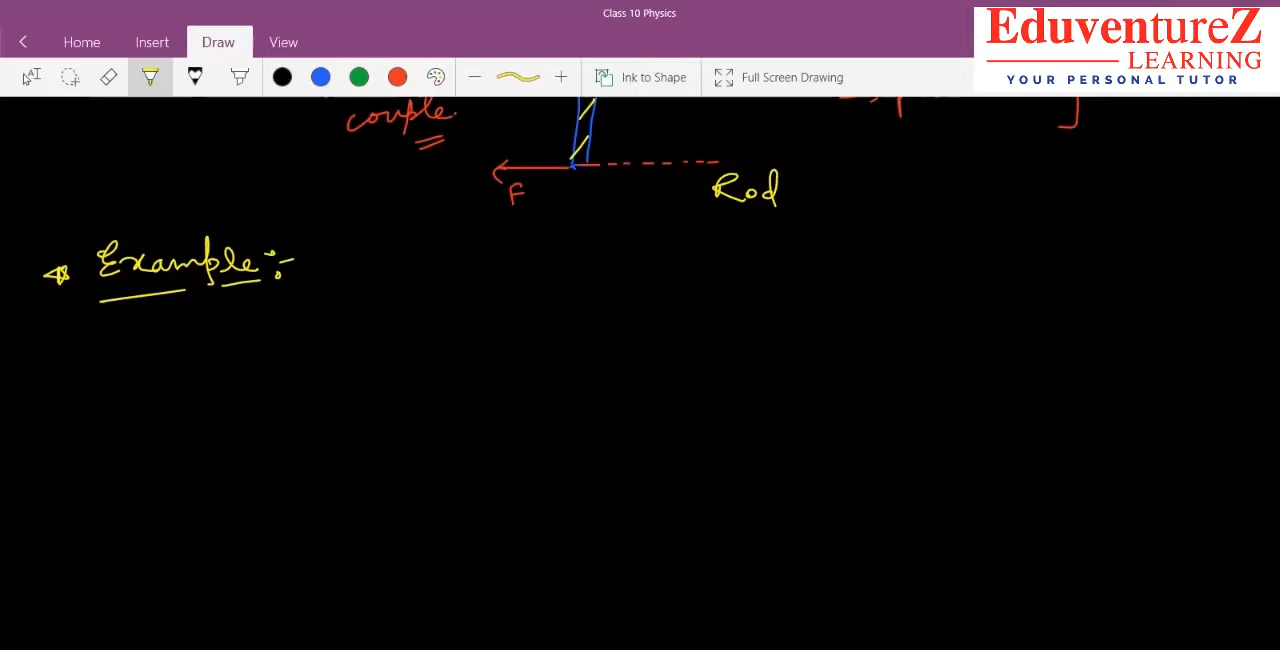 Class 10 Physics
EduventureZ
LEARNING
YOUR PERSONAL TUTOR
Home Insert Draw View
Ink to Shape Full Screen Drawing
couple.
F
Rod
Example :-